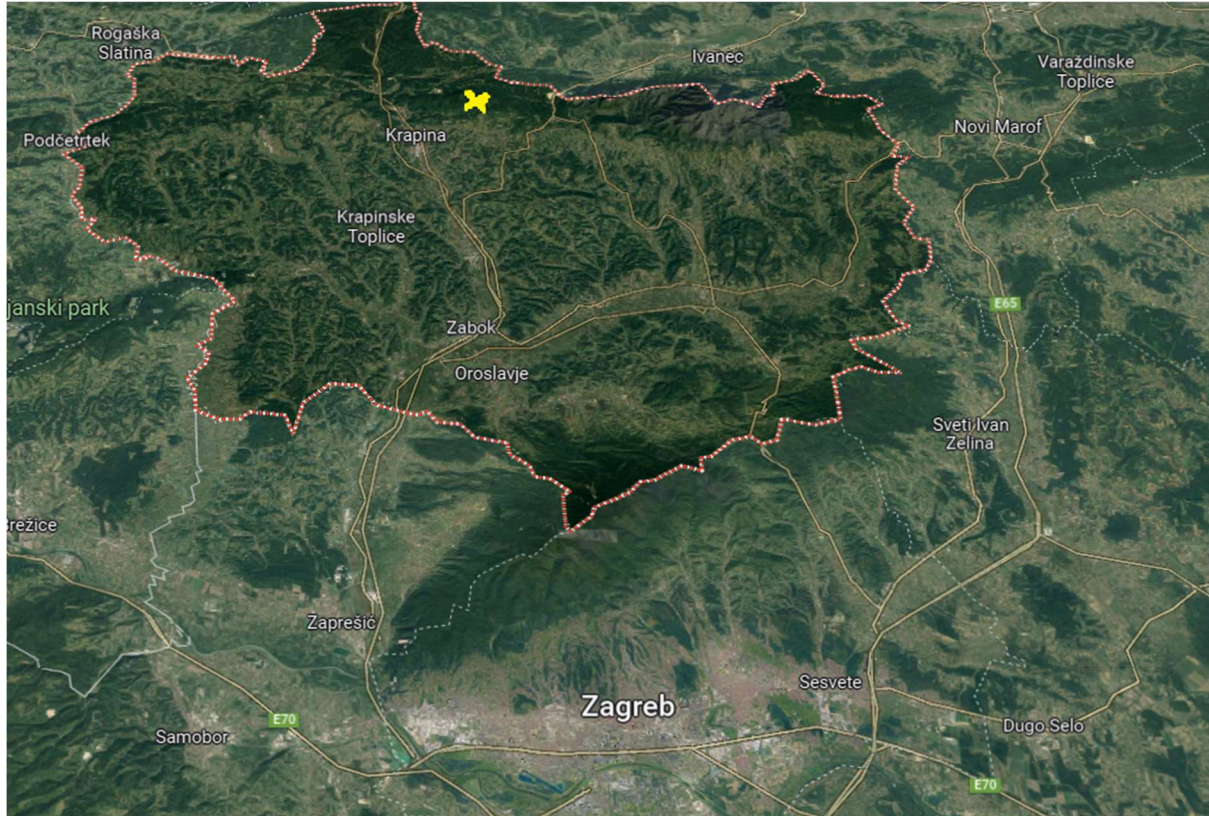 Rogaška
Slatina
Ivanec
Varaždinske
Toplice
Podčetrtek
Krapina
Novi Marof
Krapinske
Toplice
janski park
E65
Zabok
Oroslavje
Sveti Ivan
Zelina
Zaprešić
Sesvete
Zagreb
E70
Samobor
Dugo Selo
E70